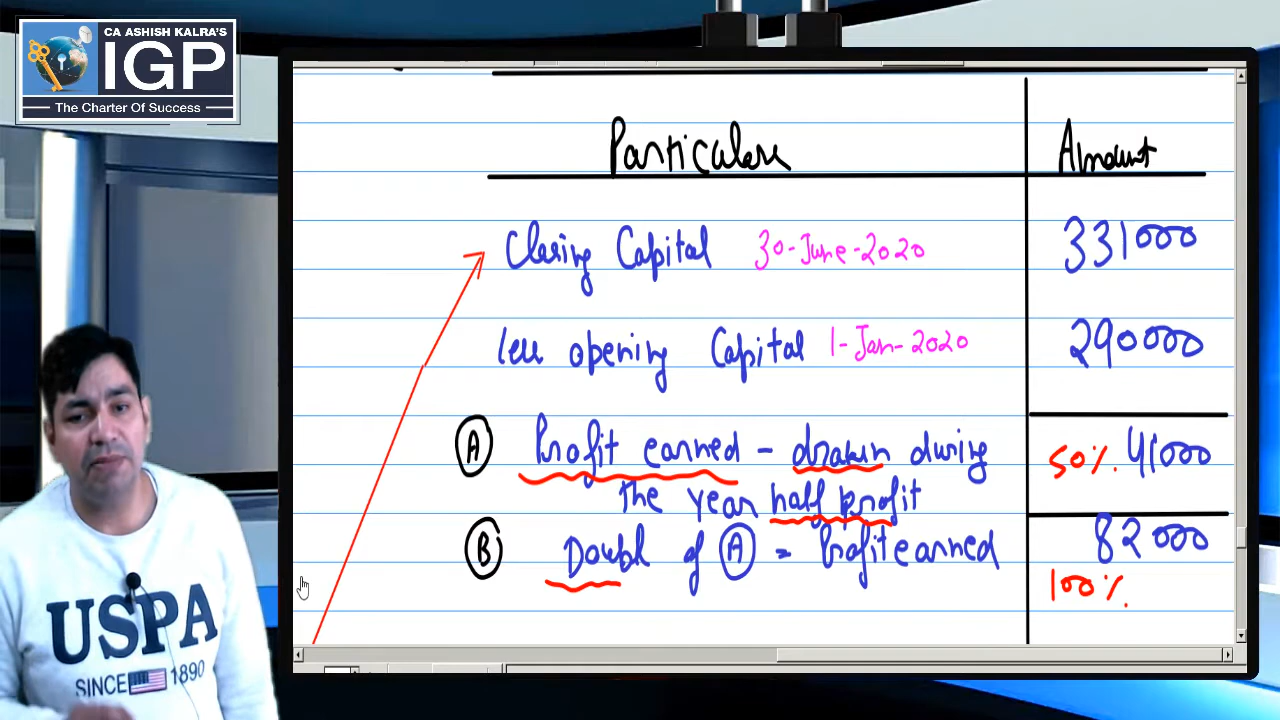 CA ASHISH KALRA'S
IGP
The Charter Of Success
Particulars Amount
Closing Capital 30-June-2020 331000
less opening Capital 1-Jan-2020 290000
A Profit earned - drawn during 50% 41000
the year half profit
B Double of A = Profit earned 82000
100%
USPA
SINCE 1890